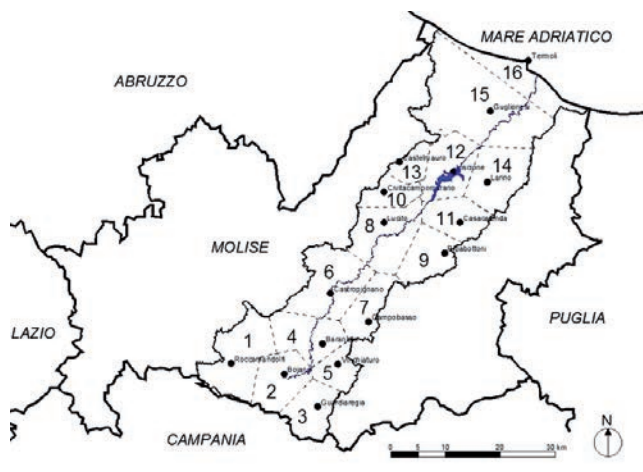 MARE ADRIATICO
Termoli
16
ABRUZZO
15
Guglionesi
12
Castelmauro
13
Guardialfiera
14
Larino
Civitacampomarano
10
11
Casacalenda
8
Lucito
MOLISE
9
Ripabottoni
6
Castropignano
7
Campobasso
PUGLIA
LAZIO
1
4
Baranello
Roccamandolfi
5
Vinchiaturo
Bojano
2
3
Guardiaregia
CAMPANIA
N
0 5 10 20 30 km